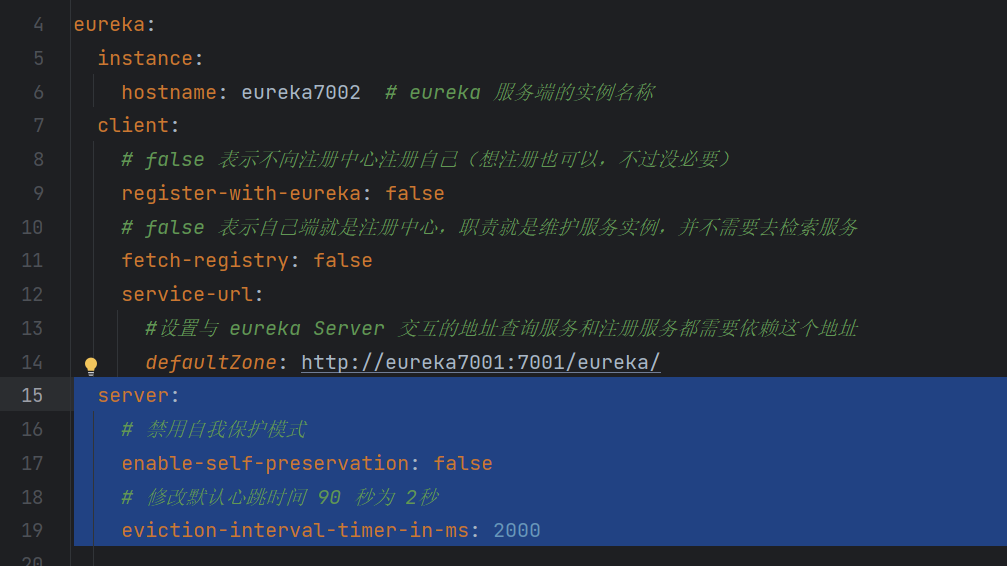 4 eureka:
5 instance:
6 hostname: eureka7002 # eureka 服务端的实例名称
7 client:
8 # false 表示不向注册中心注册自己（想注册也可以，不过没必要）
9 register-with-eureka: false
10 # false 表示自己端就是注册中心，职责就是维护服务实例，并不需要去检索服务
11 fetch-registry: false
12 service-url:
13 #设置与 eureka Server 交互的地址查询服务和注册服务都需要依赖这个地址
14 defaultZone: http://eureka7001:7001/eureka/
15 server:
16 # 禁用自我保护模式
17 enable-self-preservation: false
18 # 修改默认心跳时间 90 秒为 2秒
19 eviction-interval-timer-in-ms: 2000
20